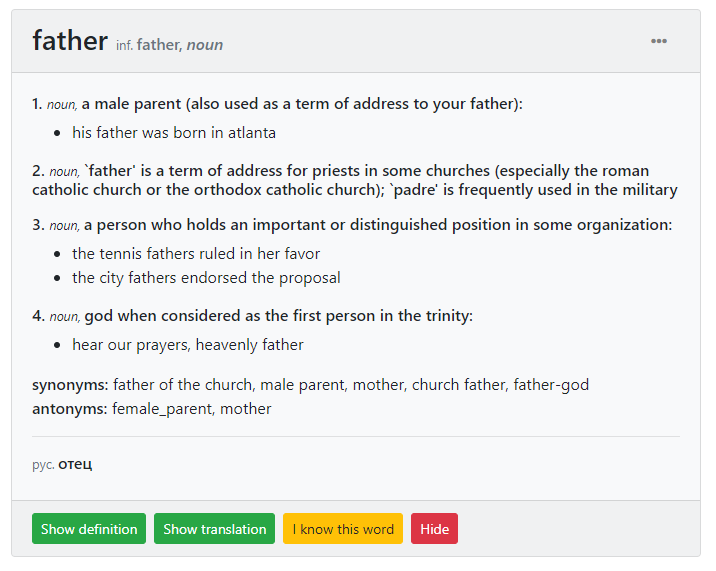 father inf. father, noun •••
1. noun, a male parent (also used as a term of address to your father):
• his father was born in atlanta
2. noun, `father' is a term of address for priests in some churches (especially the roman
catholic church or the orthodox catholic church); `padre' is frequently used in the military
3. noun, a person who holds an important or distinguished position in some organization:
• the tennis fathers ruled in her favor
• the city fathers endorsed the proposal
4. noun, god when considered as the first person in the trinity:
• hear our prayers, heavenly father
synonyms: father of the church, male parent, mother, church father, father-god
antonyms: female_parent, mother
рус. отец
Show definition Show translation I know this word Hide